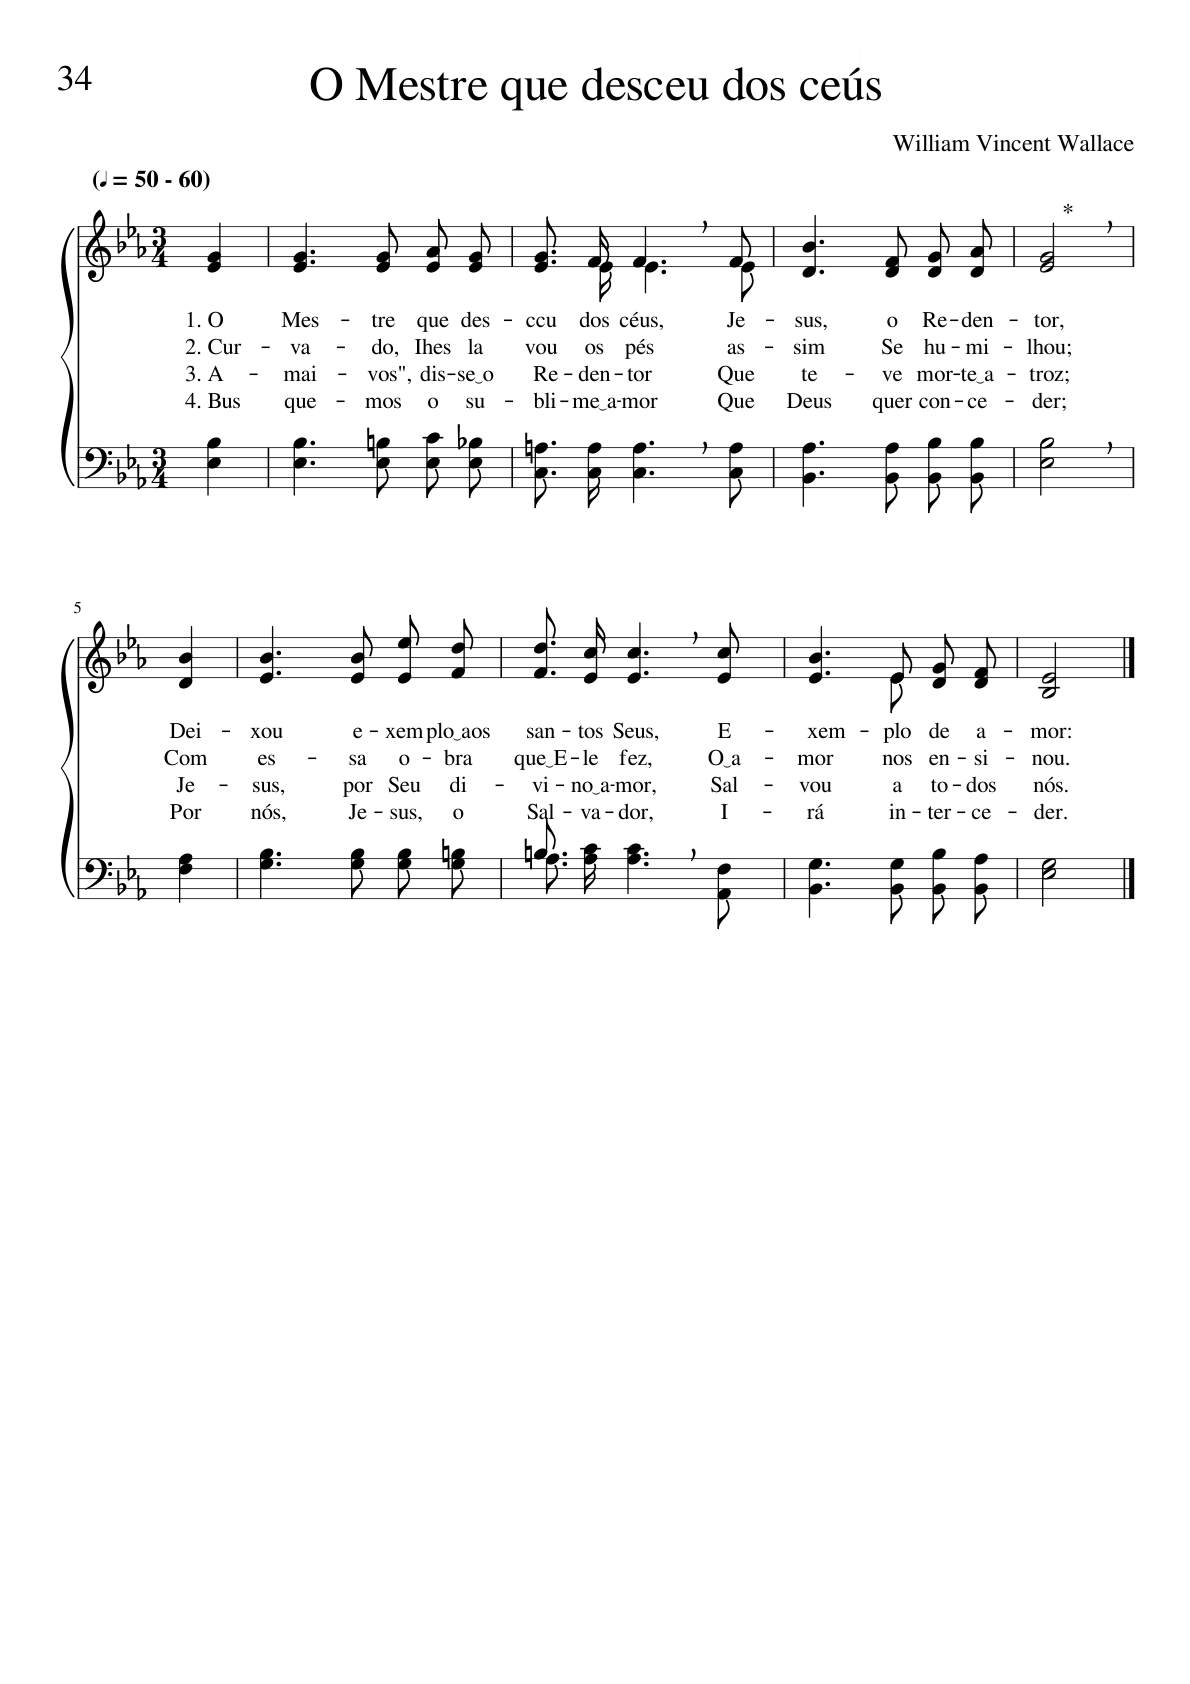 34
O Mestre que desceu dos ceús
William Vincent Wallace
(♩ = 50 - 60)
*
1. O Mes - tre que des - ccu dos céus, Je - sus, o Re - den - tor,
2. Cur - va - do, Ihes la vou os pés as - sim Se hu - mi - lhou;
3. A - mai - vos", dis - se‿o Re - den - tor Que te - ve mor - te‿a - troz;
4. Bus que - mos o su - bli - me‿a - mor Que Deus quer con - ce - der;
5
Dei - xou e - xem plo‿aos san - tos Seus, E - xem - plo de a - mor:
Com es - sa o - bra que‿E - le fez, O‿a - mor nos en - si - nou.
Je - sus, por Seu di - vi - no‿a - mor, Sal - vou a to - dos nós.
Por nós, Je - sus, o Sal - va - dor, I - rá in - ter - ce - der.